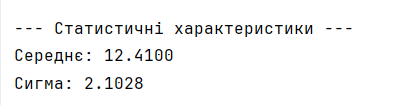 --- Статистичні характеристики ---
Середнє: 12.4100
Сигма: 2.1028